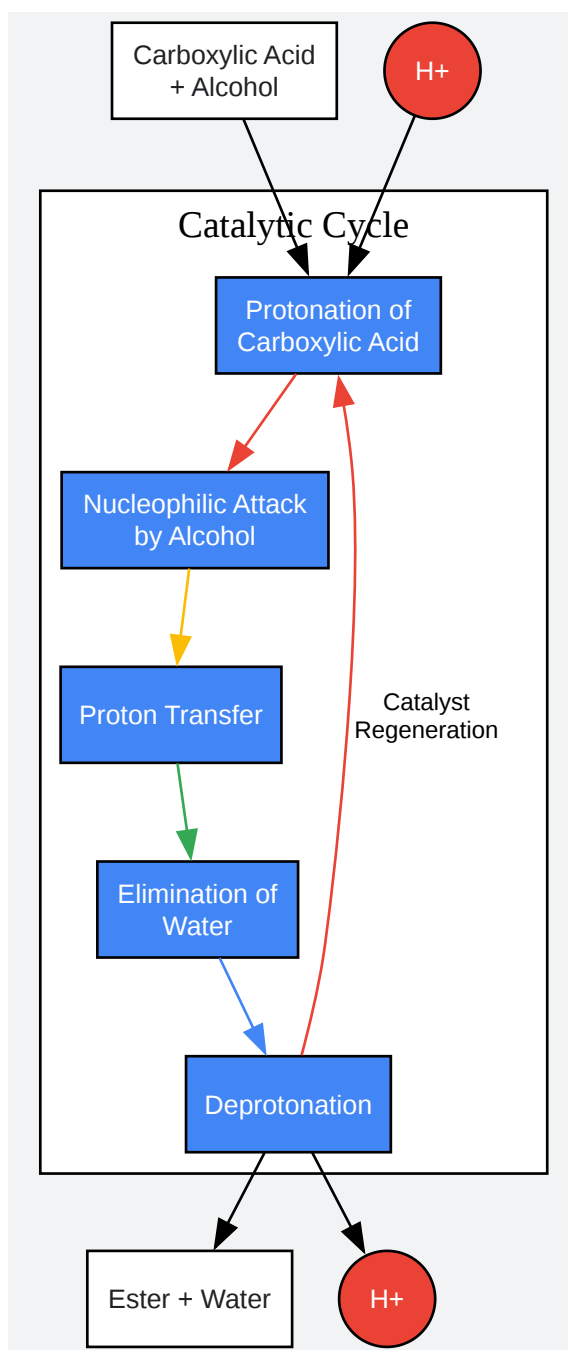 Carboxylic Acid
+ Alcohol
H+
Catalytic Cycle
Protonation of
Carboxylic Acid
Nucleophilic Attack
by Alcohol
Proton Transfer
Catalyst
Regeneration
Elimination of
Water
Deprotonation
Ester + Water
H+